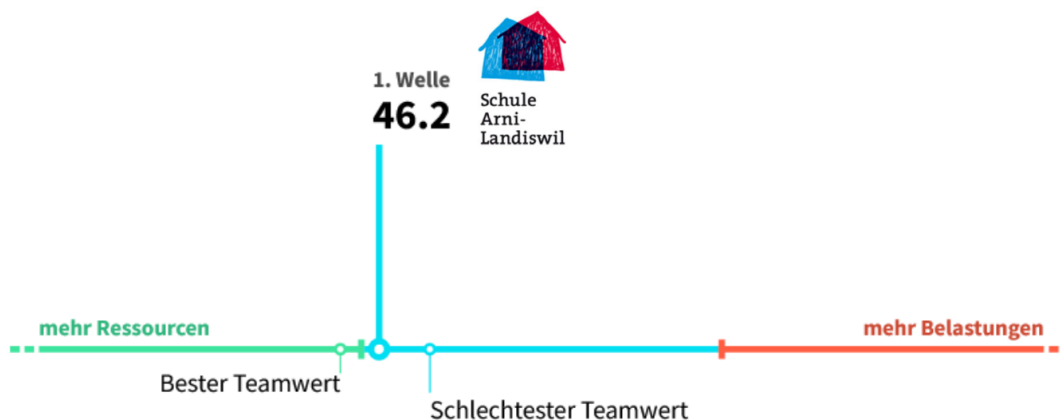 1. Welle
46.2
Schule
Arni-
Landiswil
mehr Ressourcen
mehr Belastungen
Bester Teamwert
Schlechtester Teamwert